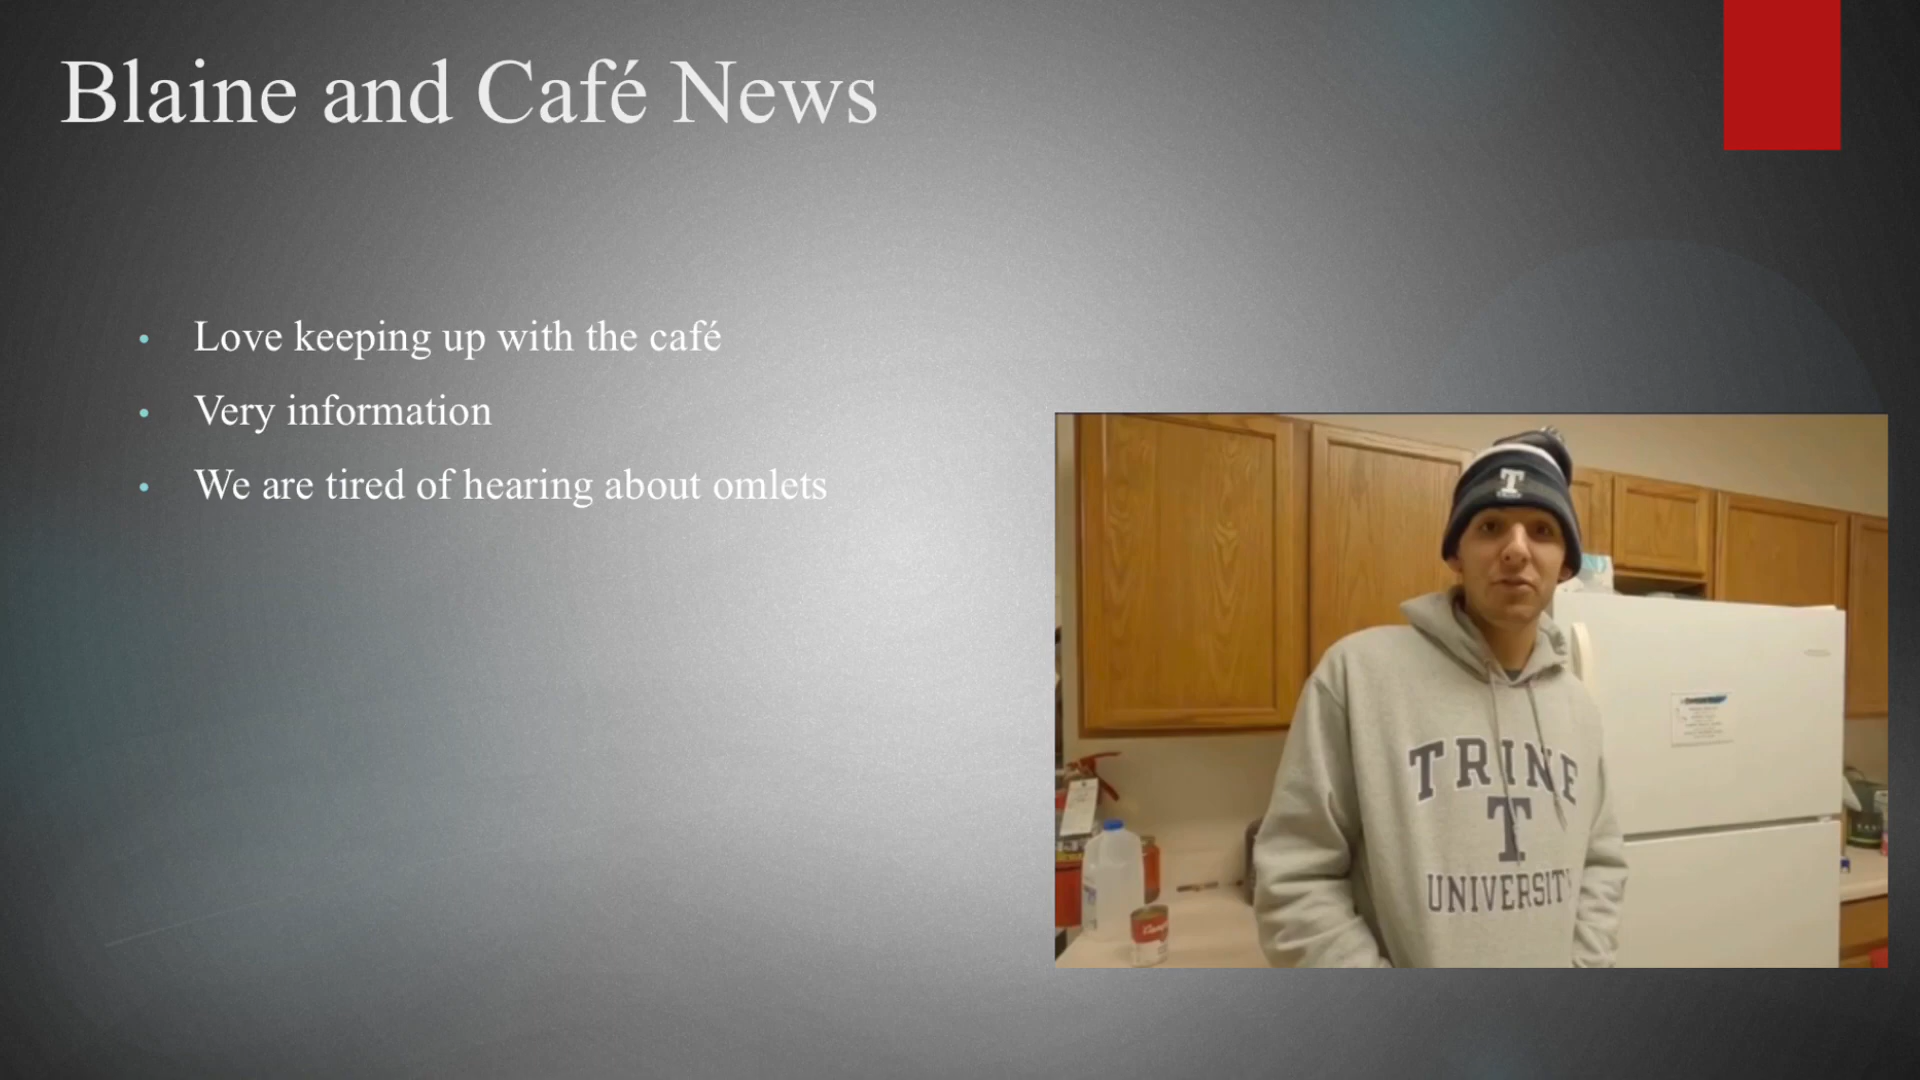 Blaine and Café News
• Love keeping up with the café
• Very information
• We are tired of hearing about omlets
T
TRINE
T
UNIVERSITY